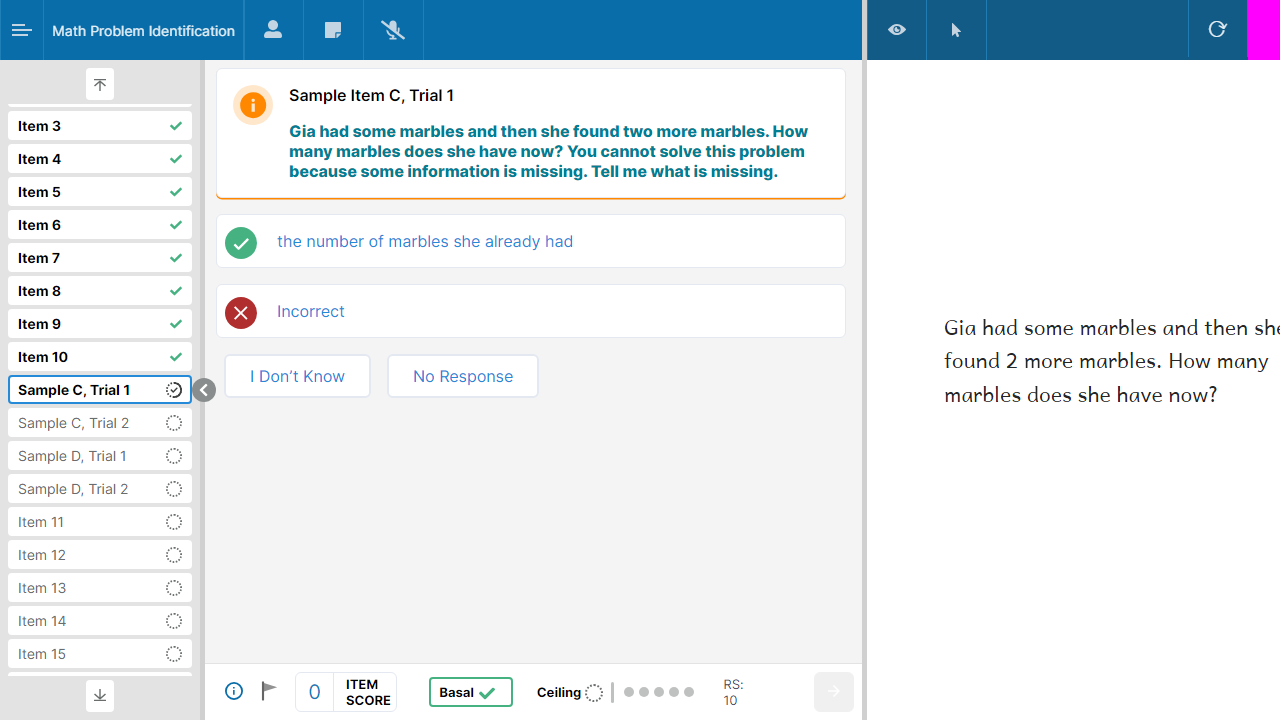 Math Problem Identification
Item 3
Item 4
Item 5
Item 6
Item 7
Item 8
Item 9
Item 10
Sample C, Trial 1
Sample C, Trial 2
Sample D, Trial 1
Sample D, Trial 2
Item 11
Item 12
Item 13
Item 14
Item 15
Sample Item C, Trial 1
Gia had some marbles and then she found two more marbles. How
many marbles does she have now? You cannot solve this problem
because some information is missing. Tell me what is missing.
the number of marbles she already had
Incorrect
I Don’t Know
No Response
0
ITEM
SCORE
Basal
Ceiling
RS:
10
Gia had some marbles and then she
found 2 more marbles. How many
marbles does she have now?